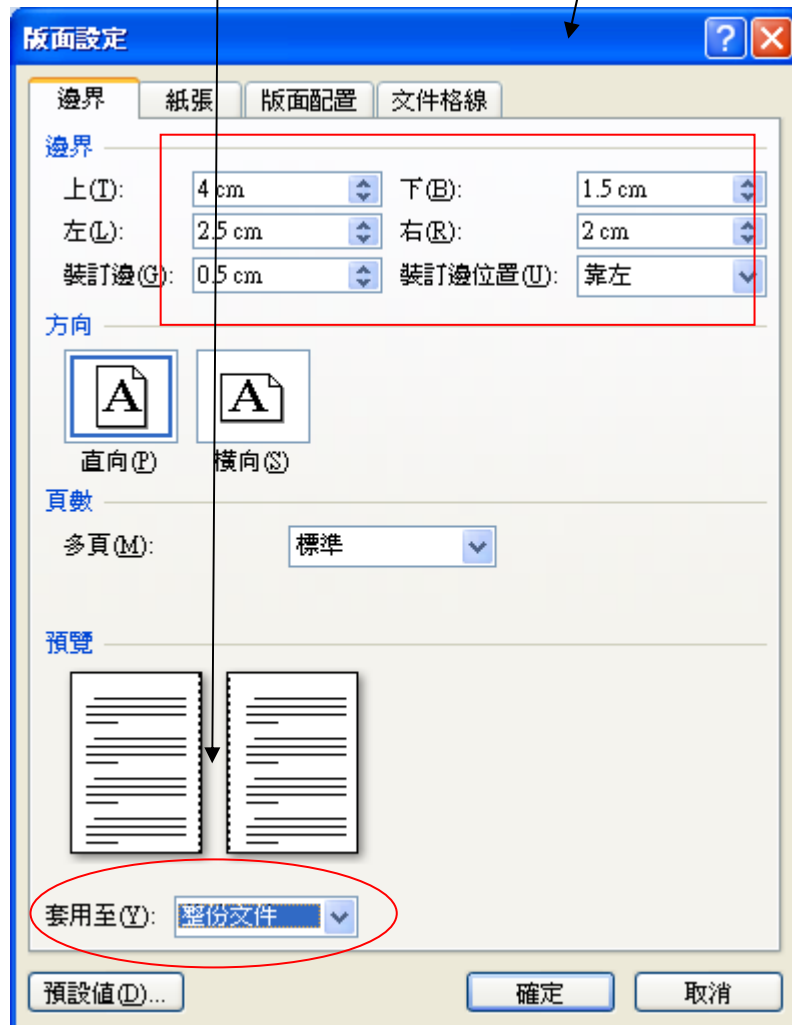 版面設定
邊界 紙張 版面配置 文件格線
邊界
上(T): 4 cm 下(B): 1.5 cm
左(L): 2.5 cm 右(R): 2 cm
裝訂邊(G): 0.5 cm 裝訂邊位置(U): 靠左
方向
A A
直向(P) 橫向(S)
頁數
多頁(M): 標準
預覽
套用至(Y): 整份文件
預設值(D)... 確定 取消